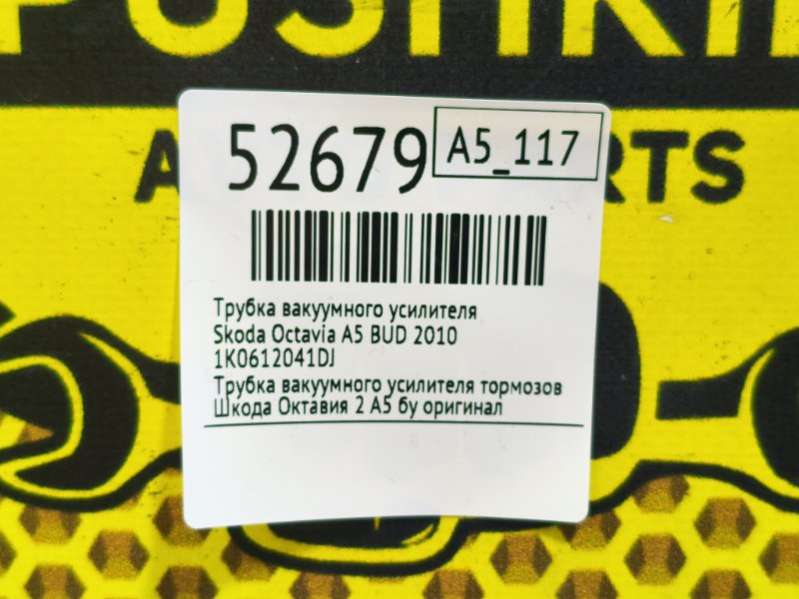 52679
A5_117
Трубка вакуумного усилителя
Skoda Octavia A5 BUD 2010
1K0612041DJ
Трубка вакуумного усилителя тормозов
Шкода Октавия 2 А5 бу оригинал